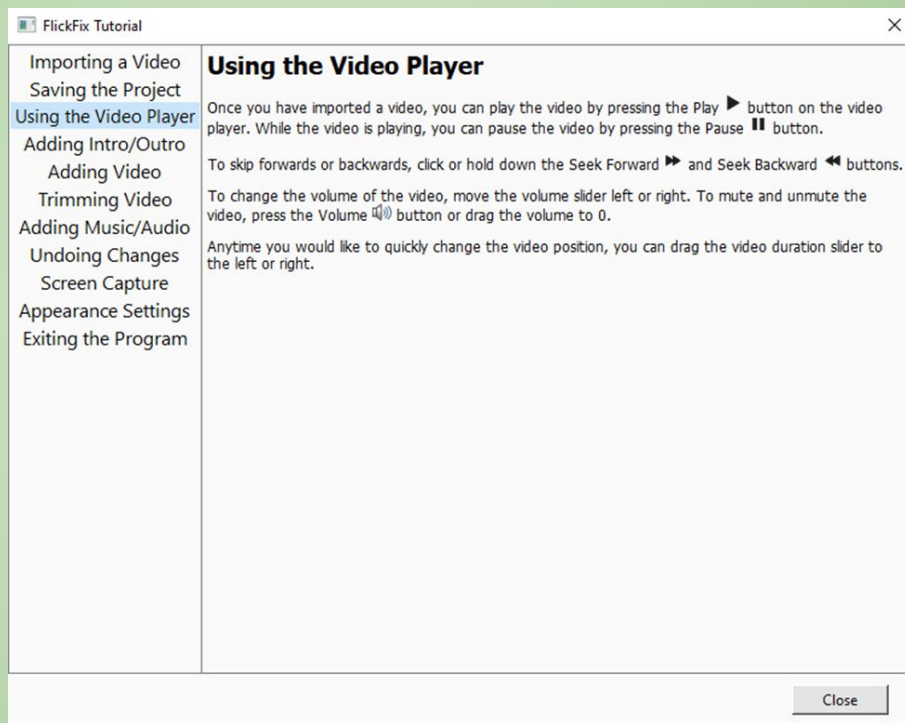 FlickFix Tutorial
Importing a Video
Saving the Project
Using the Video Player
Adding Intro/Outro
Adding Video
Trimming Video
Adding Music/Audio
Undoing Changes
Screen Capture
Appearance Settings
Exiting the Program
Using the Video Player
Once you have imported a video, you can play the video by pressing the Play button on the video
player. While the video is playing, you can pause the video by pressing the Pause button.
To skip forwards or backwards, click or hold down the Seek Forward and Seek Backward buttons.
To change the volume of the video, move the volume slider left or right. To mute and unmute the
video, press the Volume button or drag the volume to 0.
Anytime you would like to quickly change the video position, you can drag the video duration slider to
the left or right.
Close